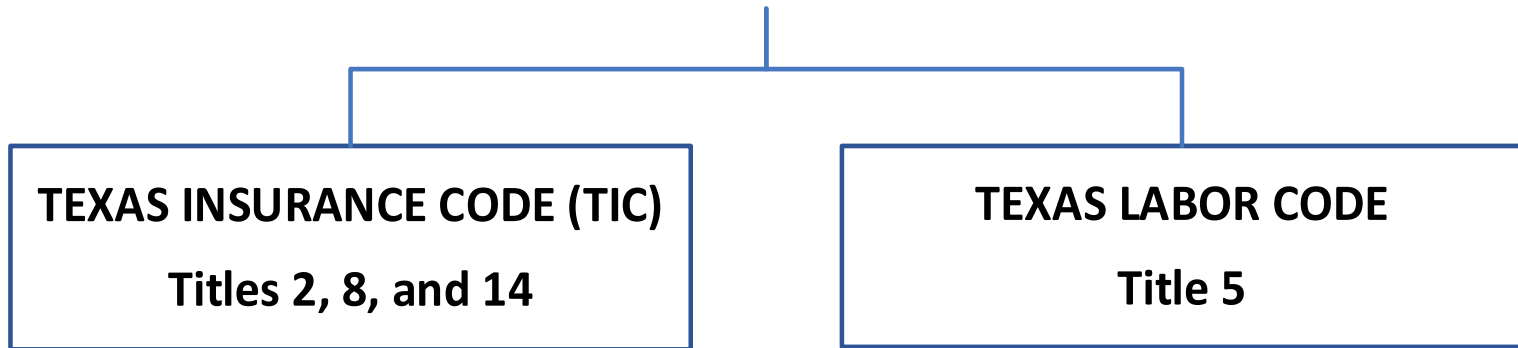 TEXAS INSURANCE CODE (TIC)
Titles 2, 8, and 14
TEXAS LABOR CODE
Title 5